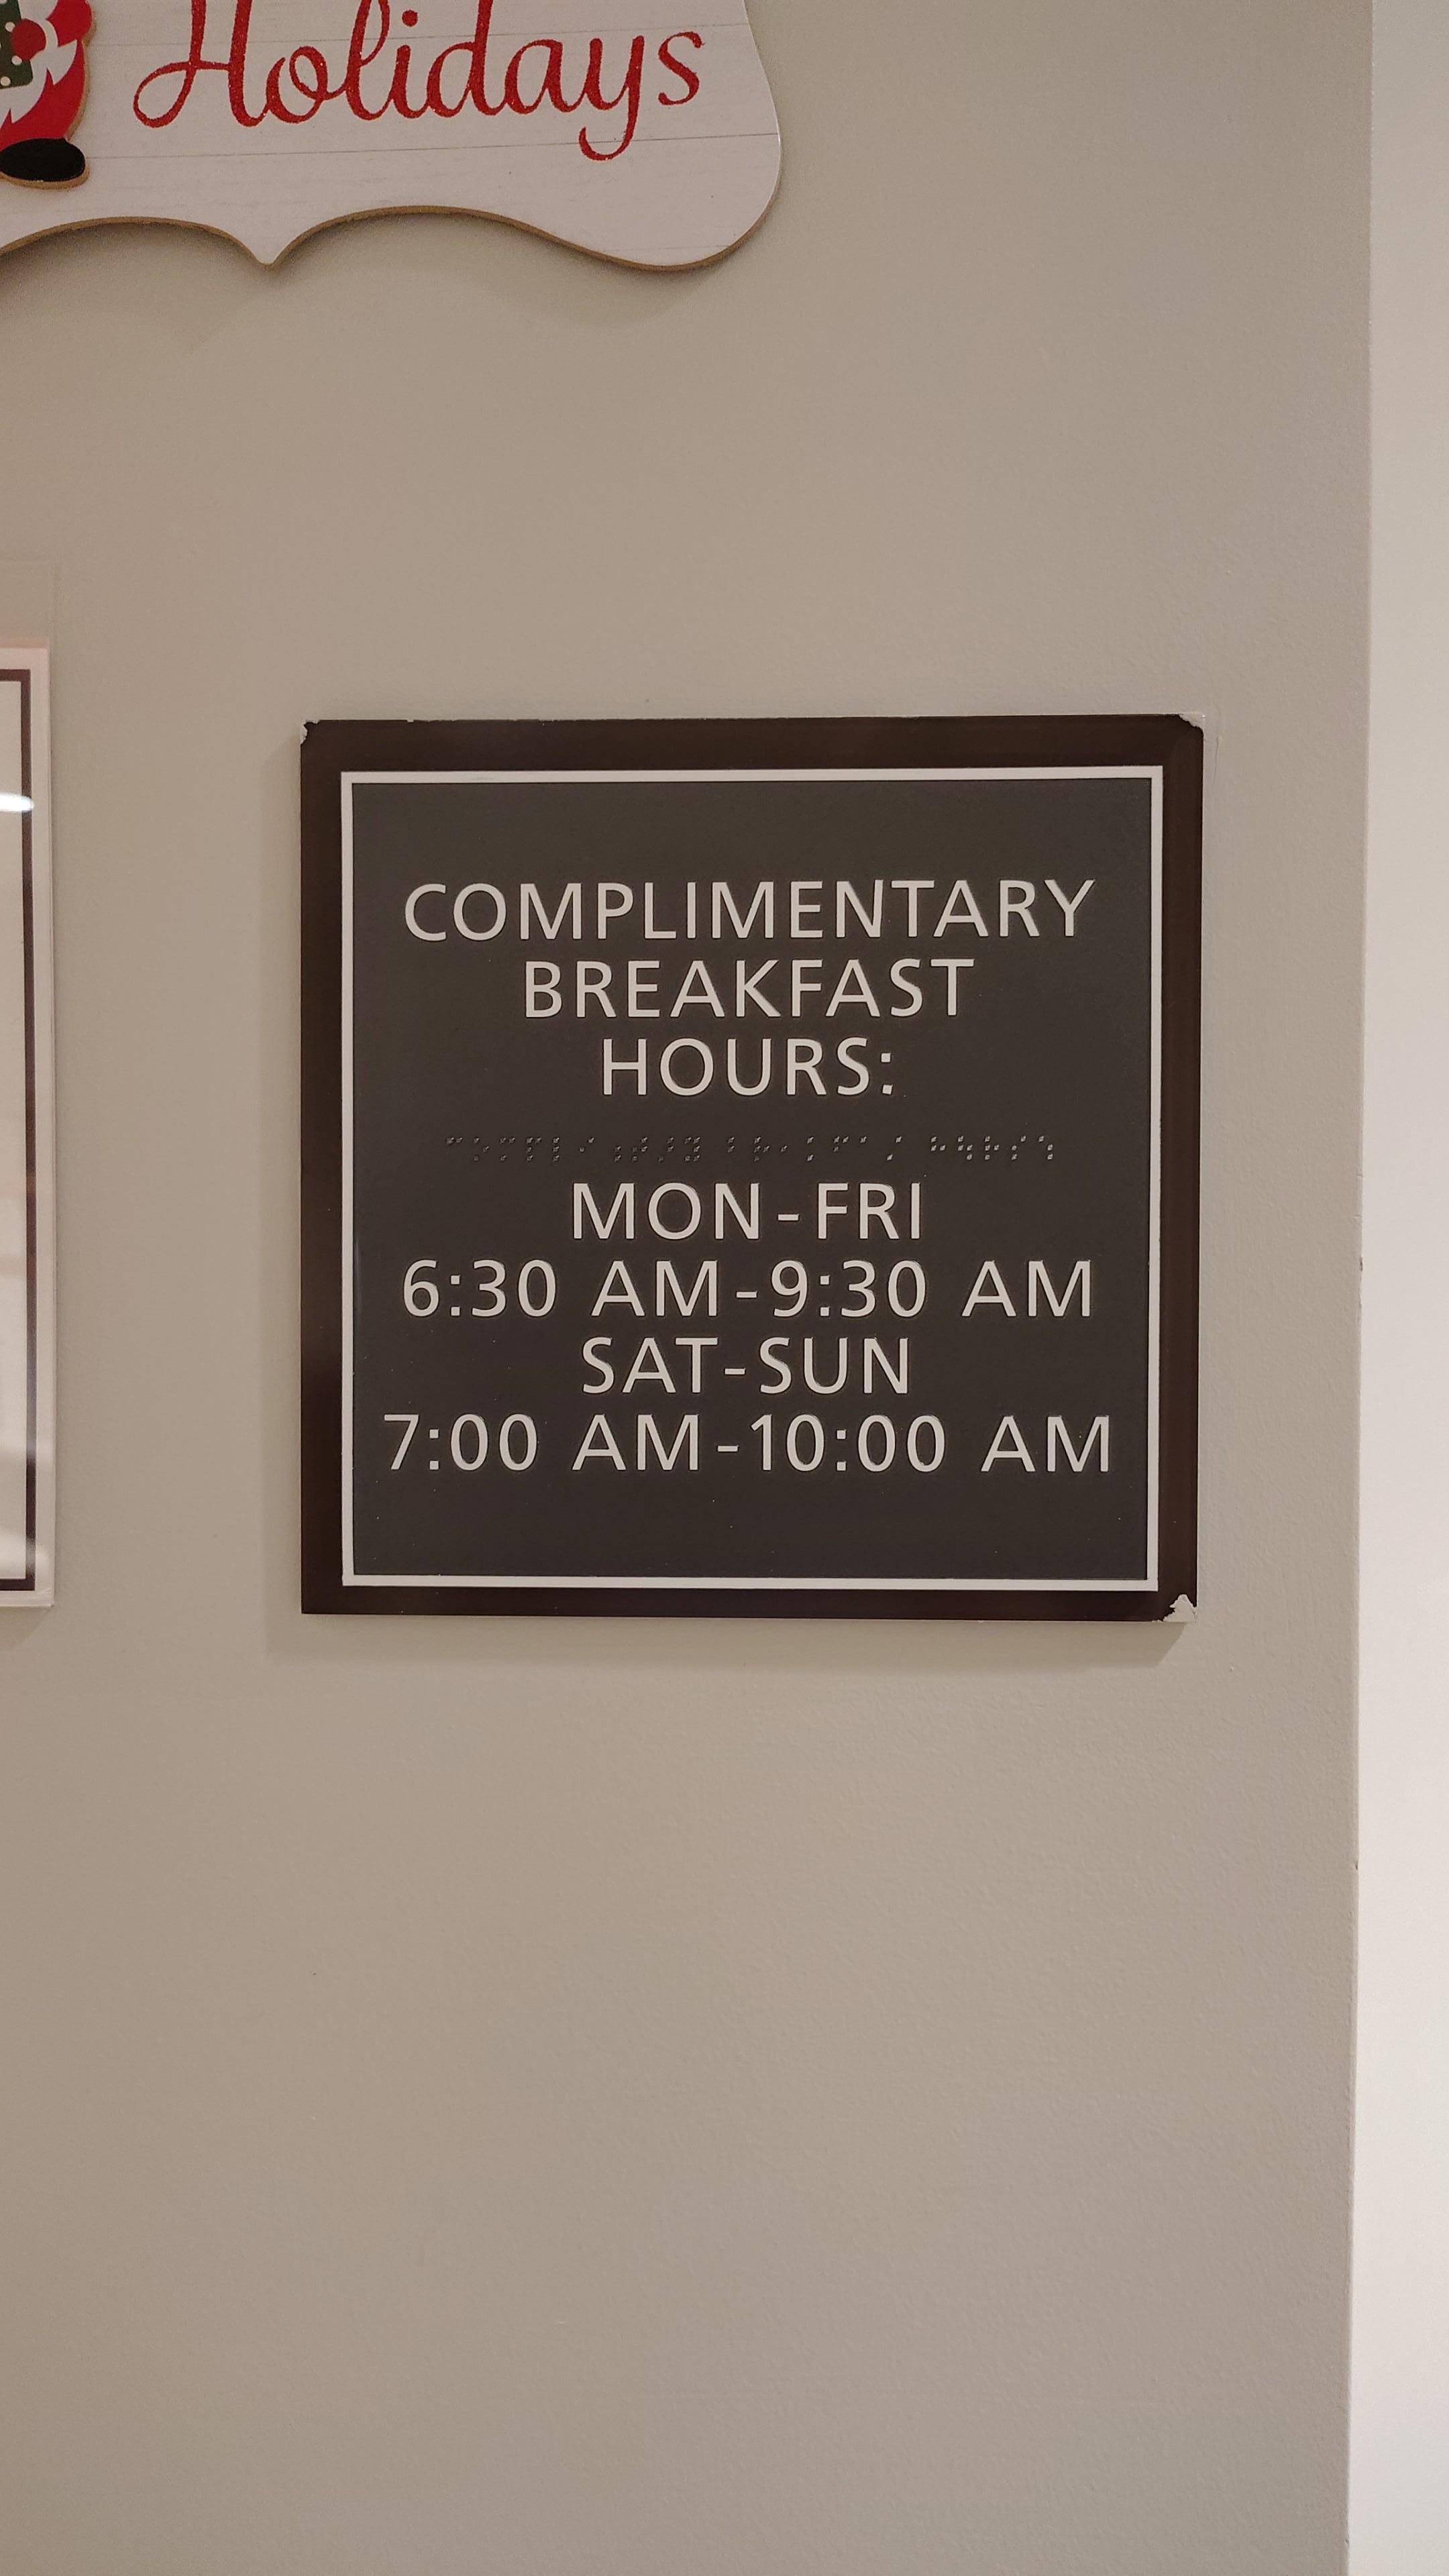 Holidays
COMPLIMENTARY
BREAKFAST
HOURS:
MON-FRI
6:30 AM-9:30 AM
SAT-SUN
7:00 AM-10:00 AM